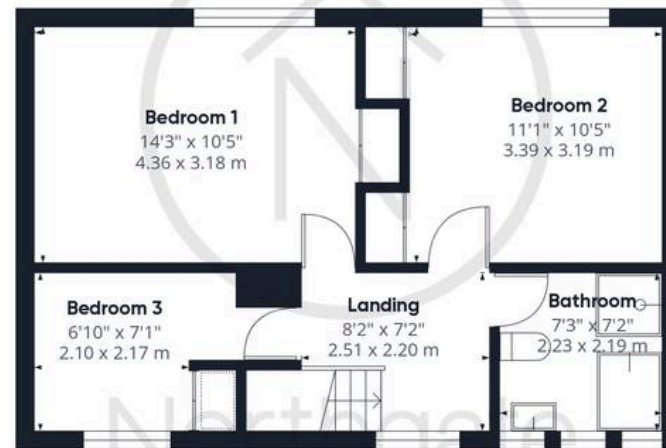 Bedroom 1
14'3" x 10'5"
4.36 x 3.18 m
Bedroom 2
11'1" x 10'5"
3.39 x 3.19 m
Bedroom 3
6'10" x 7'1"
2.10 x 2.17 m
Landing
8'2" x 7'2"
2.51 x 2.20 m
Bathroom
7'3" x 7'2"
2.23 x 2.19 m
N
Northgate